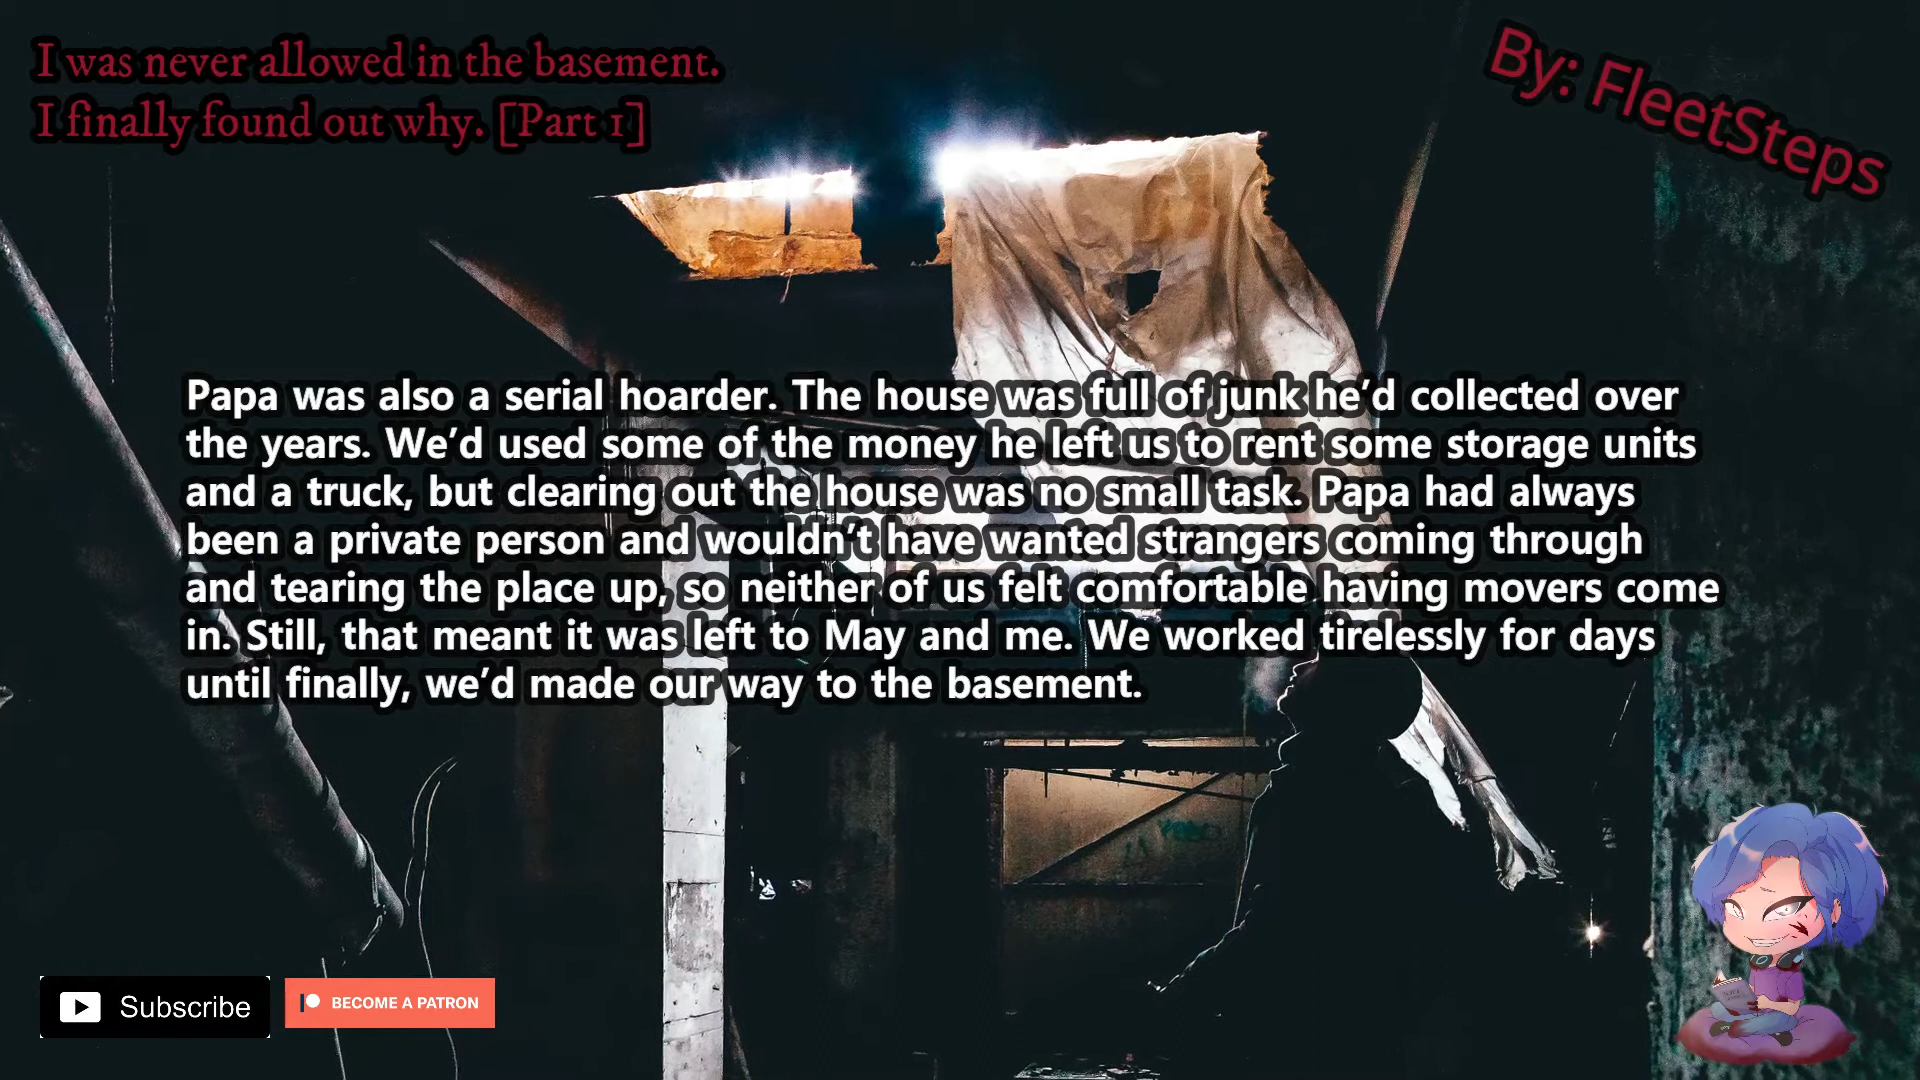 I was never allowed in the basement.
I finally found out why. [Part 1]
By: FleetSteps
Papa was also a serial hoarder. The house was full of junk he’d collected over
the years. We’d used some of the money he left us to rent some storage units
and a truck, but clearing out the house was no small task. Papa had always
been a private person and wouldn’t have wanted strangers coming through
and tearing the place up, so neither of us felt comfortable having movers come
in. Still, that meant it was left to May and me. We worked tirelessly for days
until finally, we’d made our way to the basement.
Subscribe
BECOME A PATRON